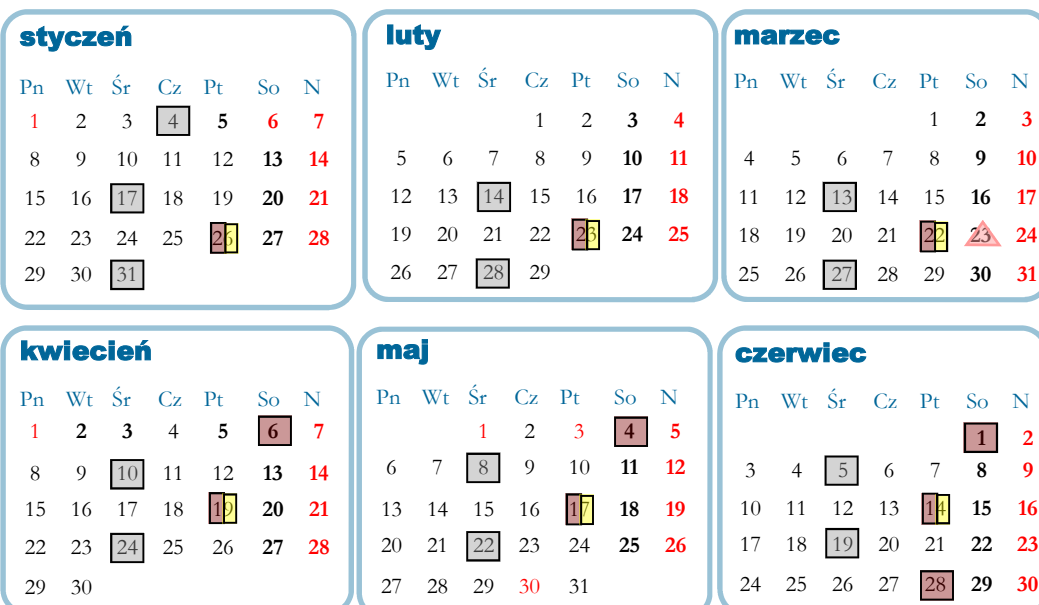 styczeń
Pn Wt Śr Cz Pt So N
1 2 3 4 5 6 7
8 9 10 11 12 13 14
15 16 17 18 19 20 21
22 23 24 25 26 27 28
29 30 31
luty
Pn Wt Śr Cz Pt So N
1 2 3 4
5 6 7 8 9 10 11
12 13 14 15 16 17 18
19 20 21 22 23 24 25
26 27 28 29
marzec
Pn Wt Śr Cz Pt So N
1 2 3
4 5 6 7 8 9 10
11 12 13 14 15 16 17
18 19 20 21 22 23 24
25 26 27 28 29 30 31
kwiecień
Pn Wt Śr Cz Pt So N
1 2 3 4 5 6 7
8 9 10 11 12 13 14
15 16 17 18 19 20 21
22 23 24 25 26 27 28
29 30
maj
Pn Wt Śr Cz Pt So N
1 2 3 4 5
6 7 8 9 10 11 12
13 14 15 16 17 18 19
20 21 22 23 24 25 26
27 28 29 30 31
czerwiec
Pn Wt Śr Cz Pt So N
1 2
3 4 5 6 7 8 9
10 11 12 13 14 15 16
17 18 19 20 21 22 23
24 25 26 27 28 29 30